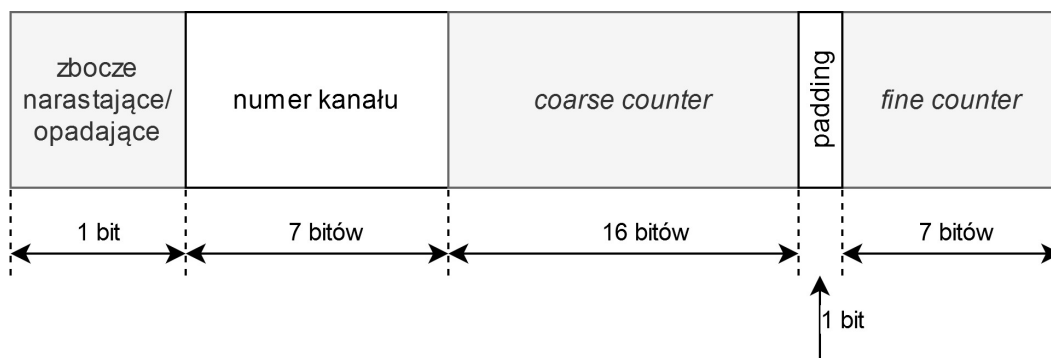 zbocze
narastające/
opadające
numer kanału
coarse counter
padding
fine counter
1 bit
7 bitów
16 bitów
7 bitów
1 bit